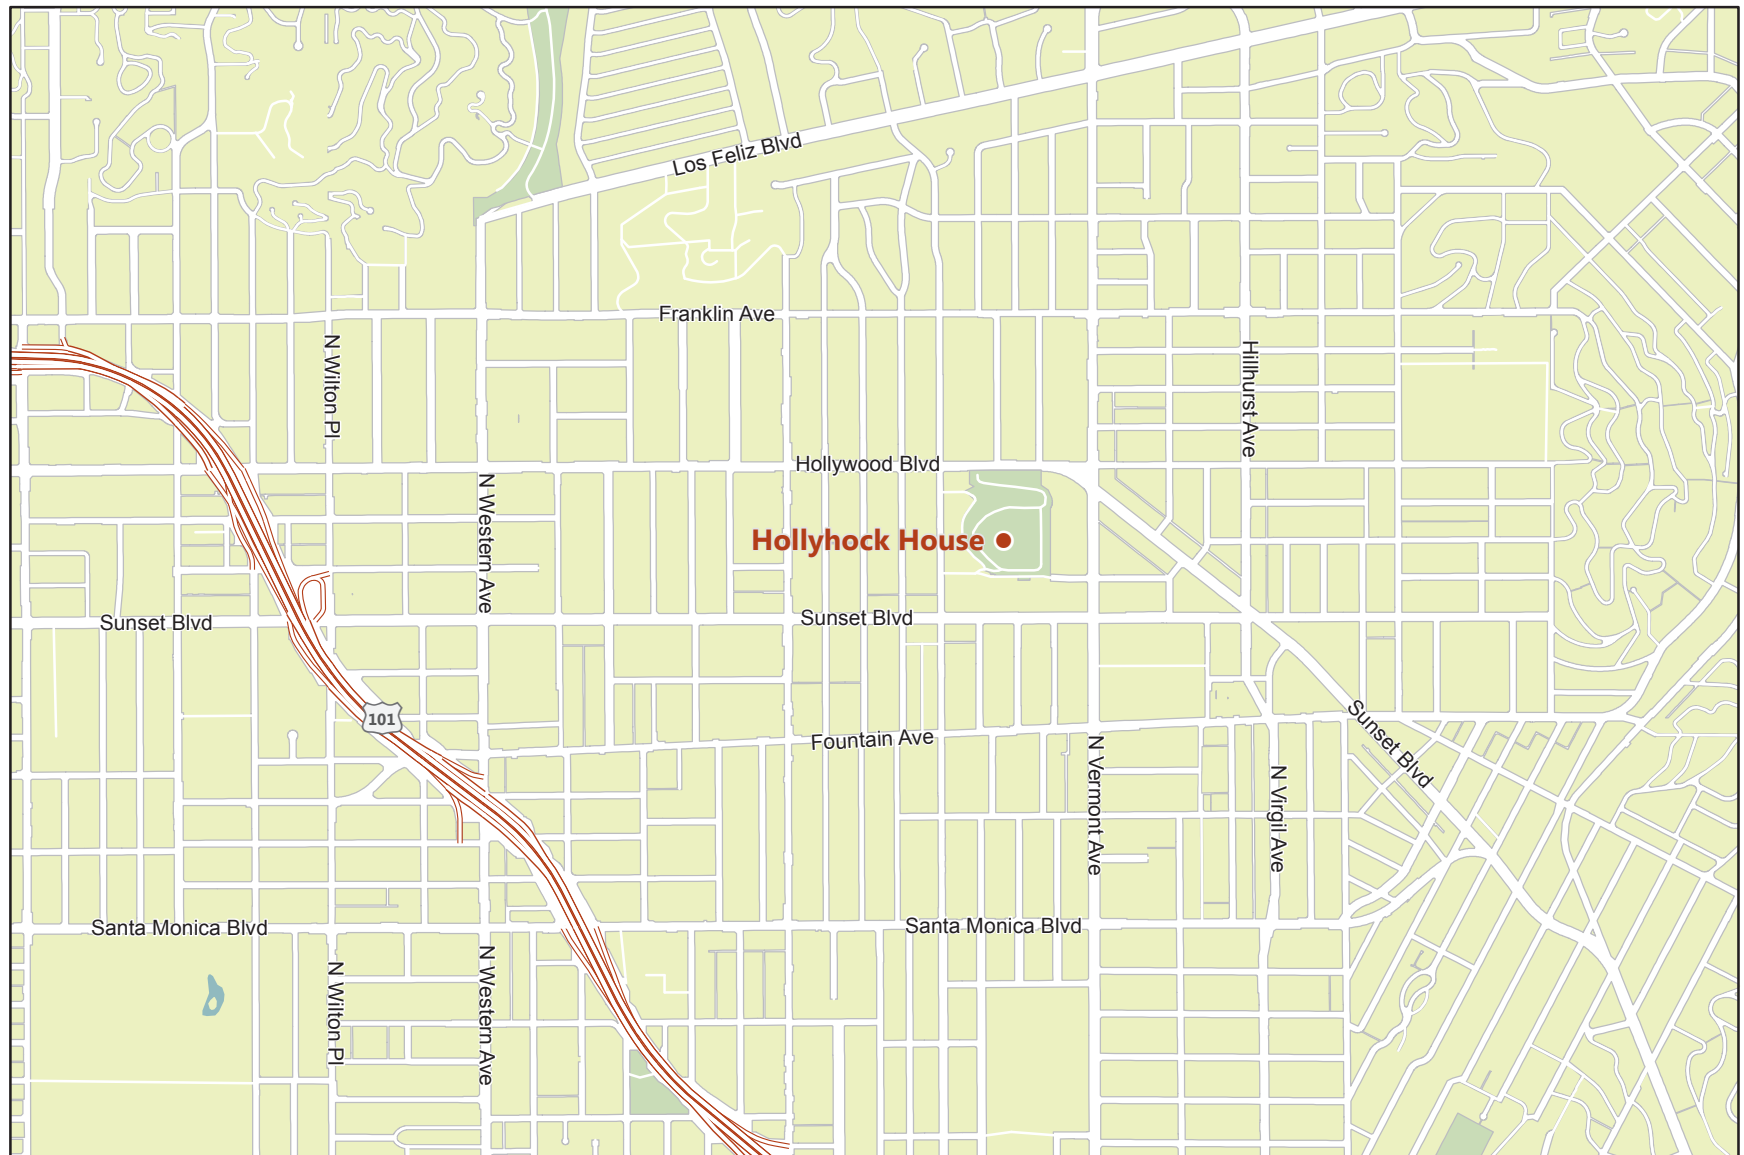 Los Feliz Blvd
Franklin Ave
N Wilton Pl
Hillhurst Ave
Hollywood Blvd
N Western Ave
Hollyhock House
Sunset Blvd
Sunset Blvd
101
Sunset Blvd
Fountain Ave
N Vermont Ave
N Virgil Ave
Santa Monica Blvd
Santa Monica Blvd
N Wilton Pl
N Western Ave